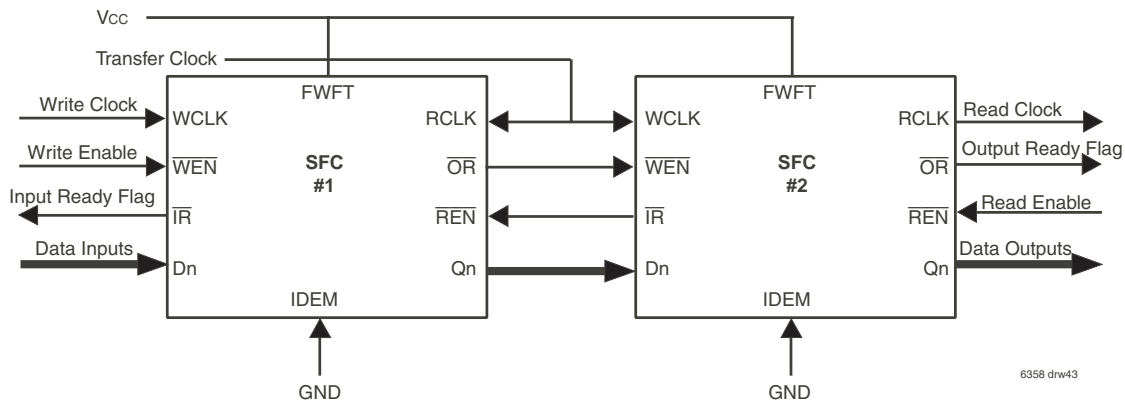 Vcc
Transfer Clock
FWFT
FWFT
Write Clock
WCLK
RCLK
WCLK
RCLK
Read Clock
Write Enable
WEN
SFC
#1
OR
WEN
SFC
#2
OR
Output Ready Flag
Input Ready Flag
IR
REN
IR
REN
Read Enable
Data Inputs
Dn
Qn
Dn
Qn
Data Outputs
IDEM
IDEM
GND
GND
6358 drw43